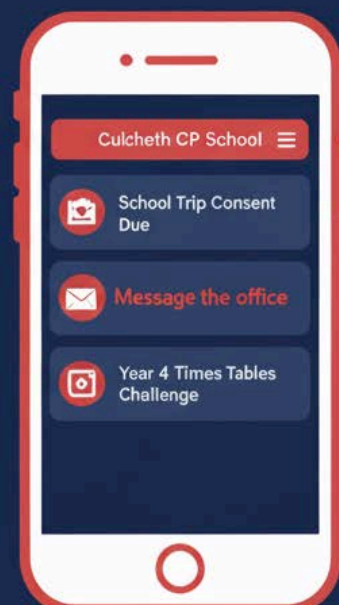 Culcheth CP School
School Trip Consent
Due
Message the office
Year 4 Times Tables
Challenge